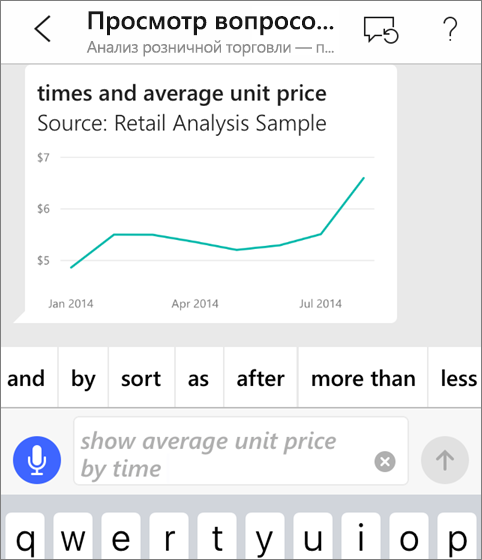 Просмотр вопросо...
?
Анализ розничной торговли — п...
times and average unit price
Source: Retail Analysis Sample
$7
$6
$5
Jan 2014 Apr 2014 Jul 2014
and by sort as after more than less
show average unit price
by time
q w e r t y u i o p